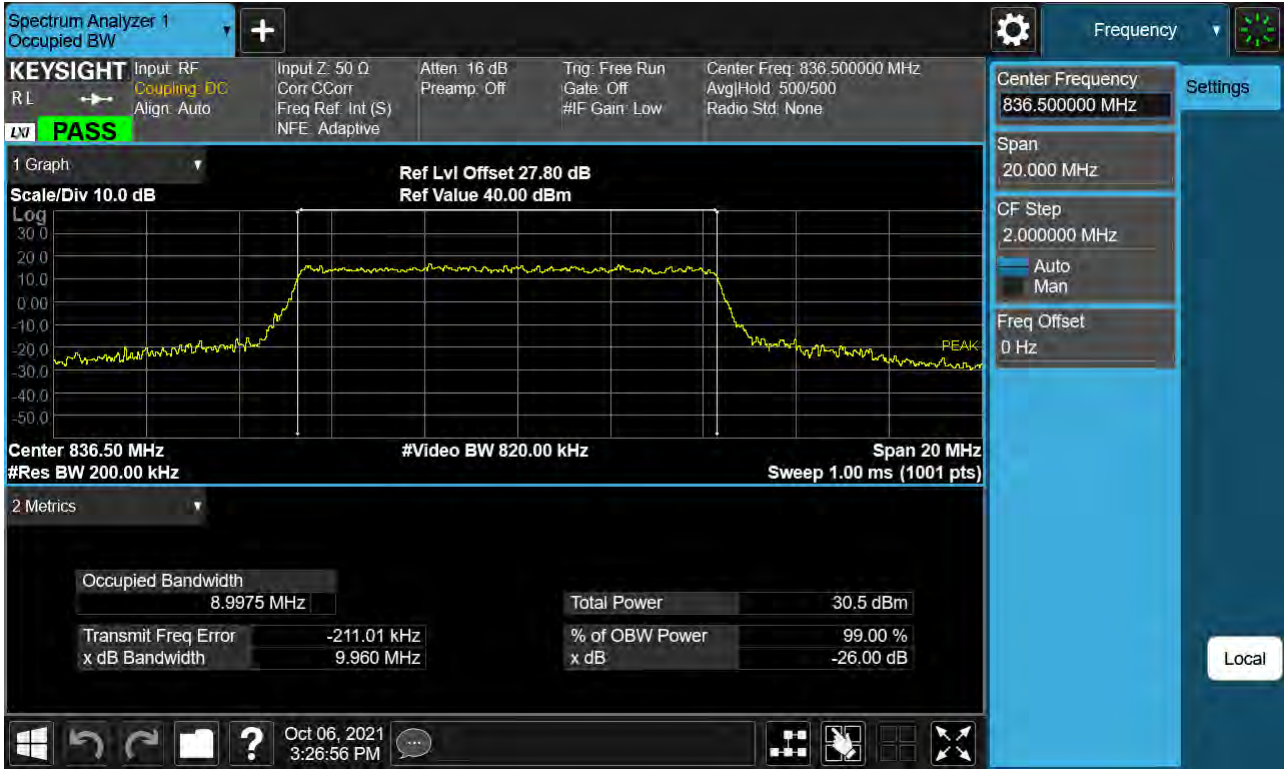 Spectrum Analyzer 1
Occupied BW
+
Frequency
KEYSIGHT
R L
LXI
PASS
Input: RF
Coupling: DC
Align: Auto
Input Z: 50 Ω
Corr CCorr
Freq Ref: Int (S)
NFE: Adaptive
Atten: 16 dB
Preamp: Off
Trig: Free Run
Gate: Off
#IF Gain: Low
Center Freq: 836.500000 MHz
Avg|Hold: 500/500
Radio Std: None
Center Frequency
836.500000 MHz
Settings
Span
20.000 MHz
CF Step
2.000000 MHz
Auto
Man
Freq Offset
0 Hz
Local
1 Graph
Scale/Div 10.0 dB
Ref Lvl Offset 27.80 dB
Ref Value 40.00 dBm
Log
30.0
20.0
10.0
0.00
-10.0
-20.0
-30.0
-40.0
-50.0
PEAK
Center 836.50 MHz
#Video BW 820.00 kHz
Span 20 MHz
#Res BW 200.00 kHz
Sweep 1.00 ms (1001 pts)
2 Metrics
Occupied Bandwidth
8.9975 MHz
Total Power 30.5 dBm
Transmit Freq Error -211.01 kHz
% of OBW Power 99.00 %
x dB Bandwidth 9.960 MHz
x dB -26.00 dB
?
Oct 06, 2021
3:26:56 PM